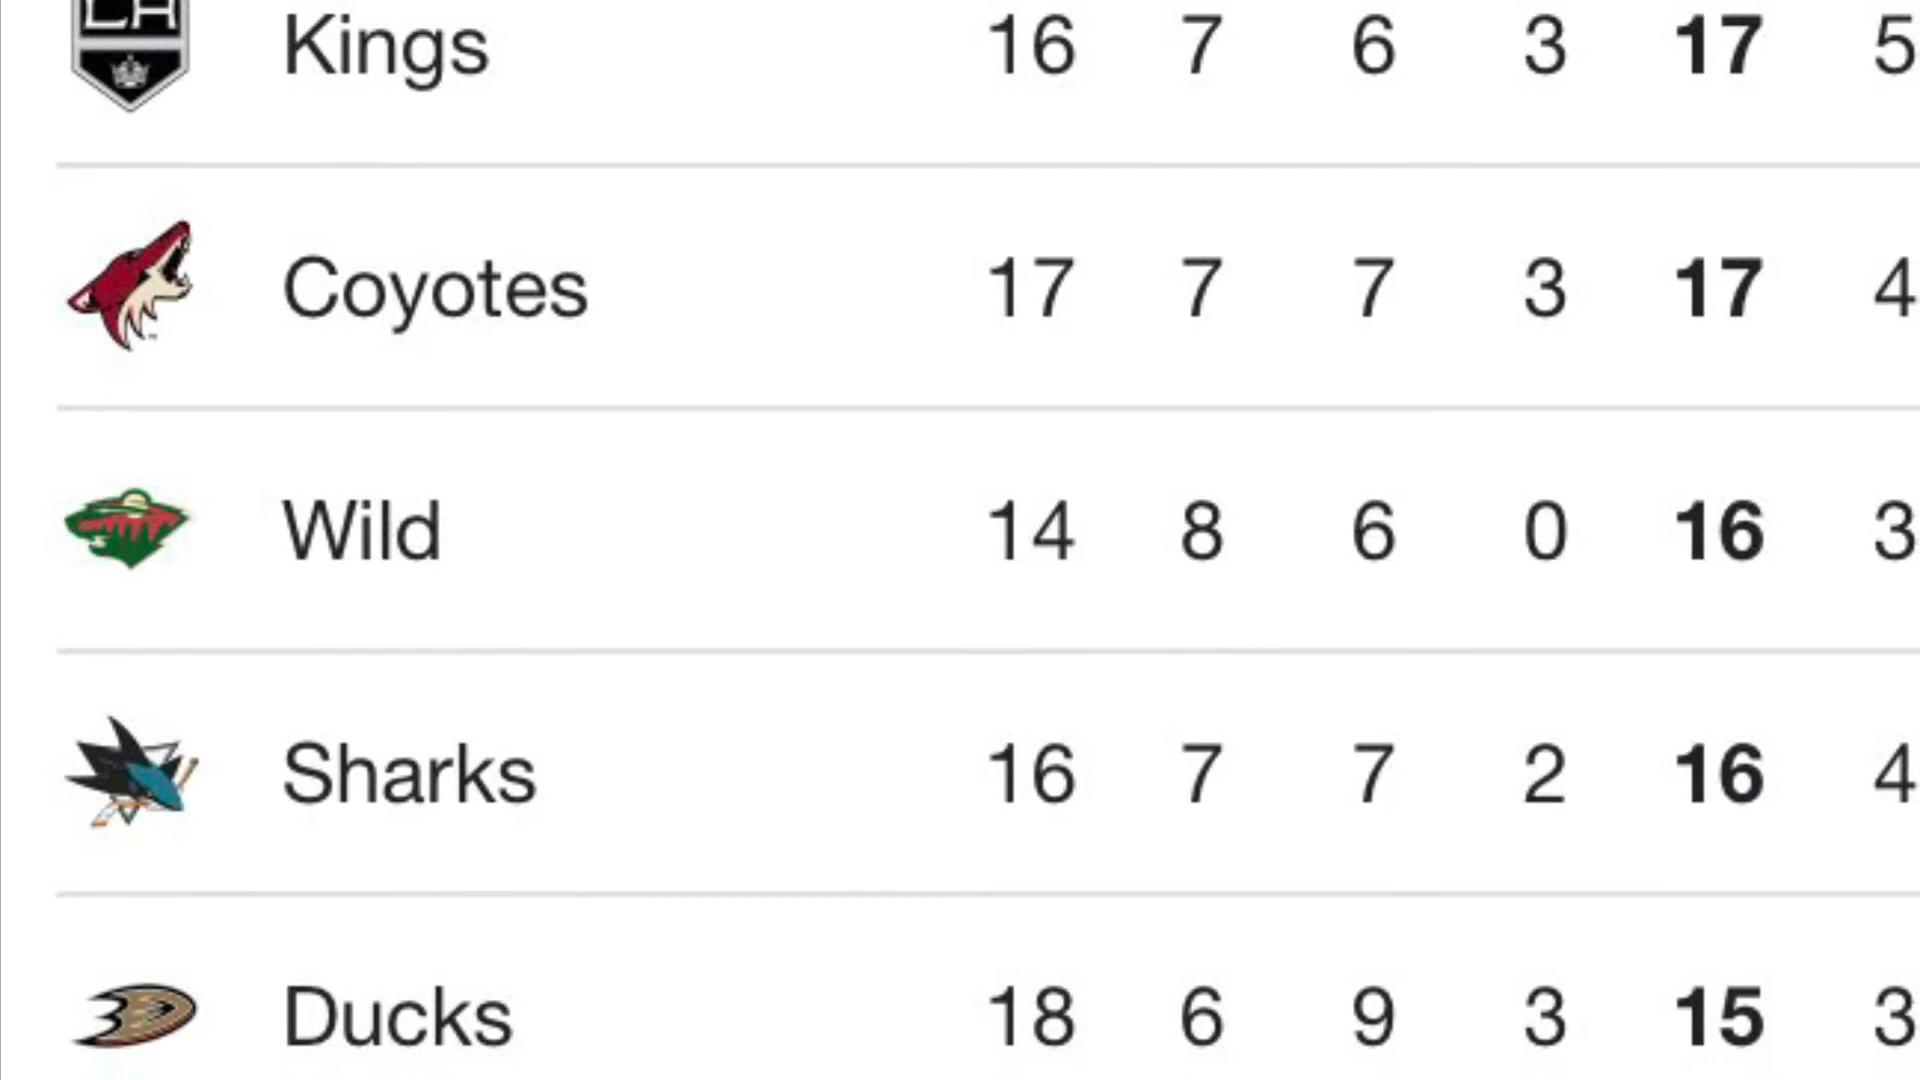 LA
Kings 16 7 6 3 17 5
Coyotes 17 7 7 3 17 4
Wild 14 8 6 0 16 3
Sharks 16 7 7 2 16 4
Ducks 18 6 9 3 15 3